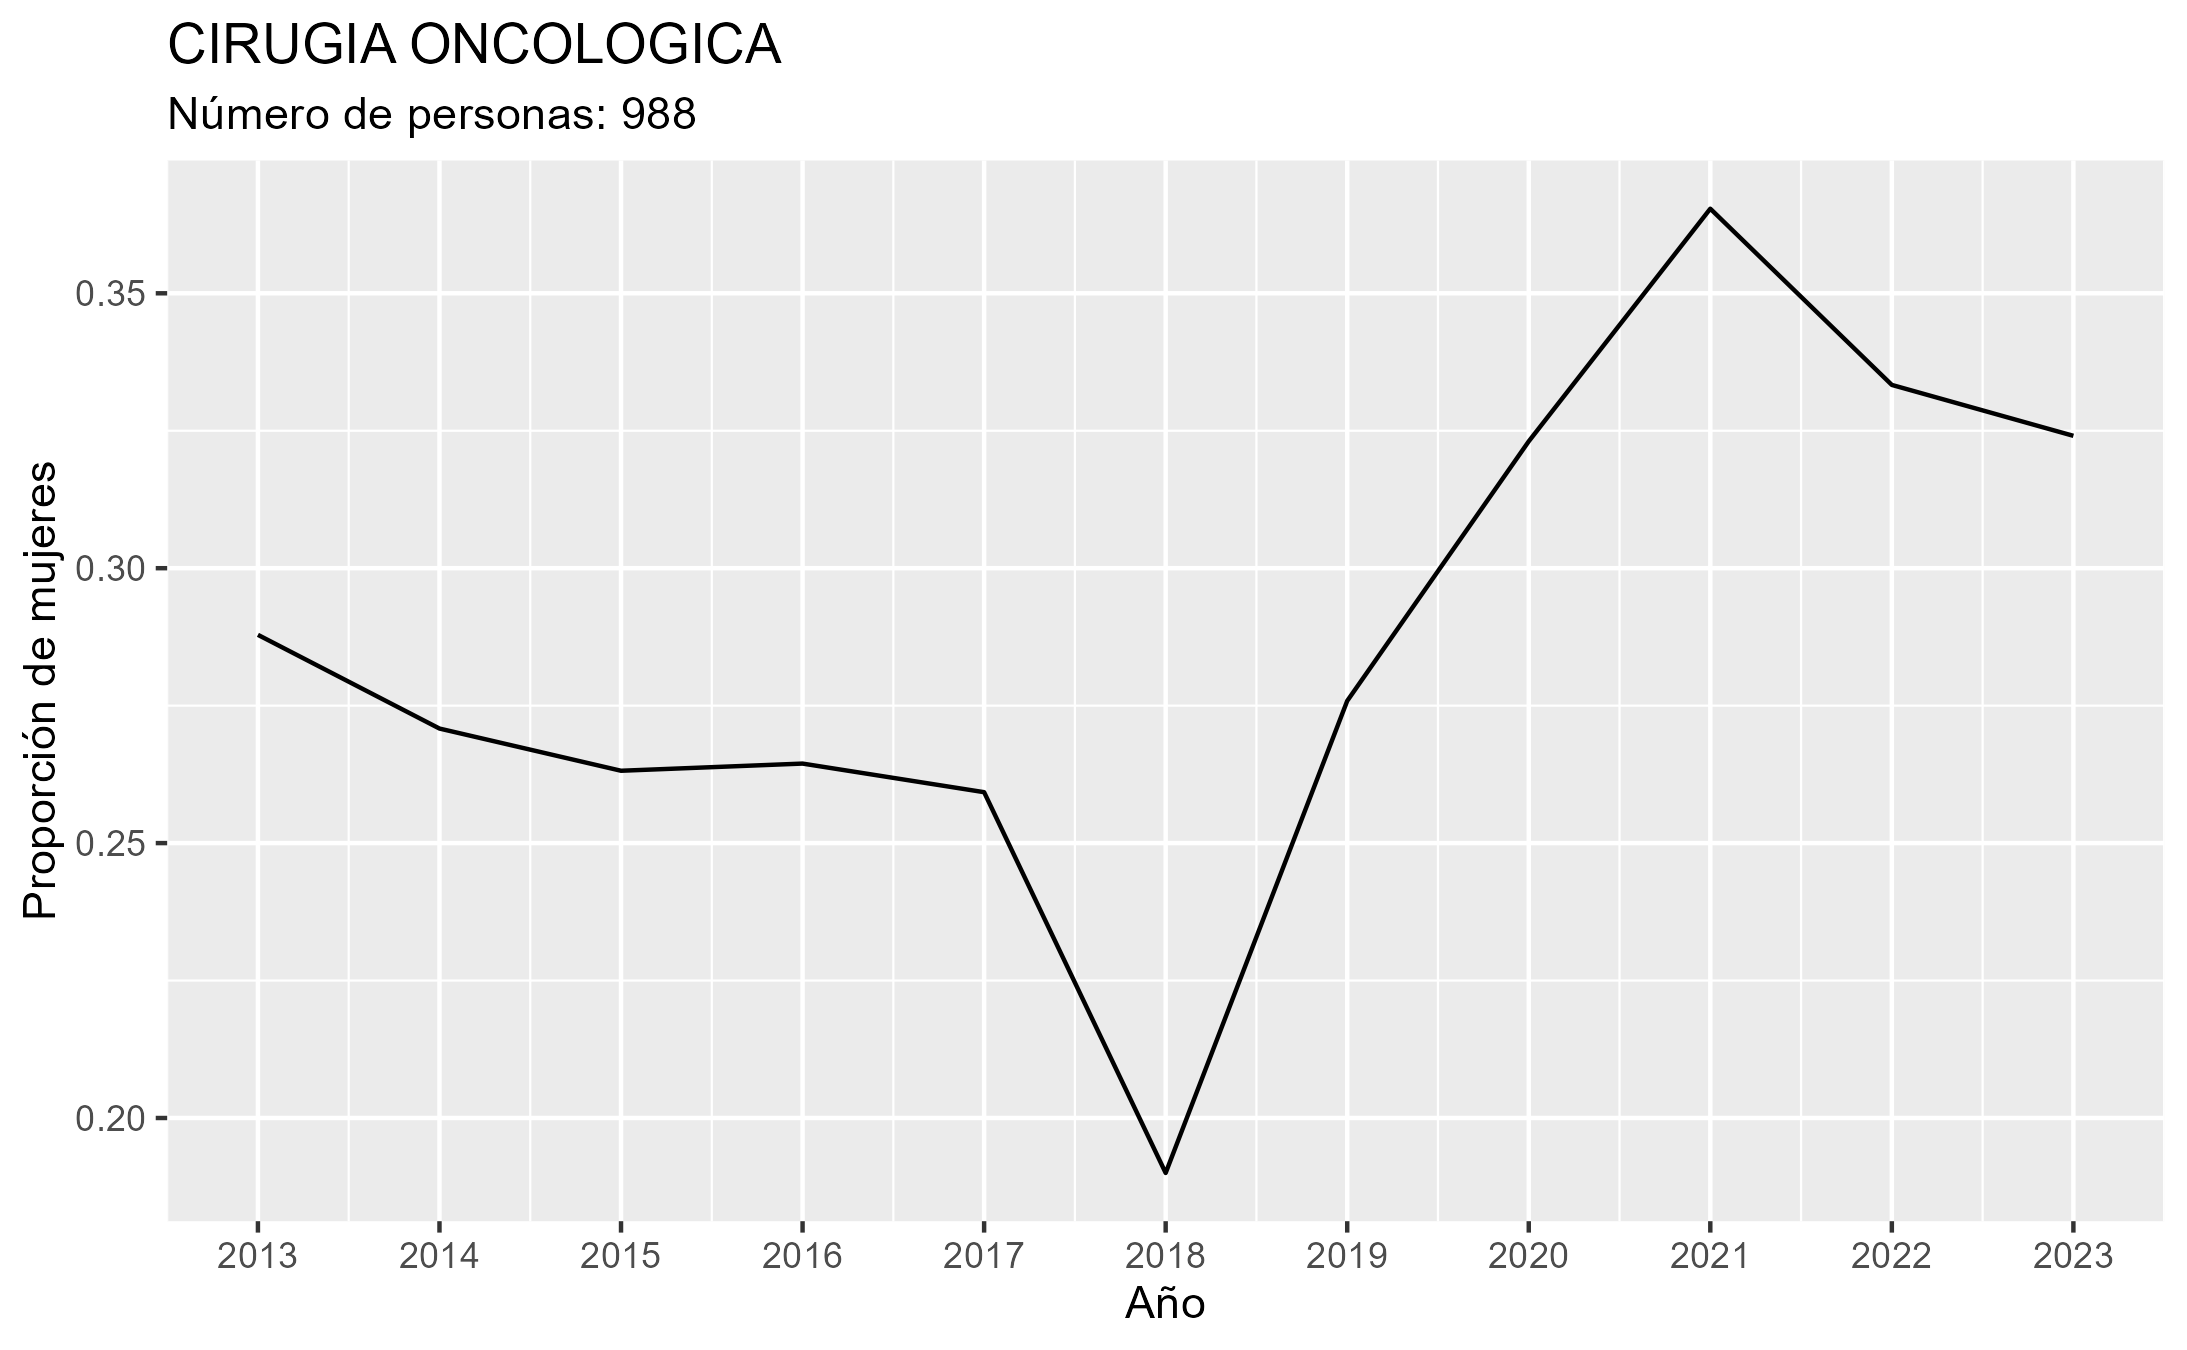 CIRUGIA ONCOLOGICA
Número de personas: 988
Proporción de mujeres
0.35
0.30
0.25
0.20
2013 2014 2015 2016 2017 2018 2019 2020 2021 2022 2023
Año